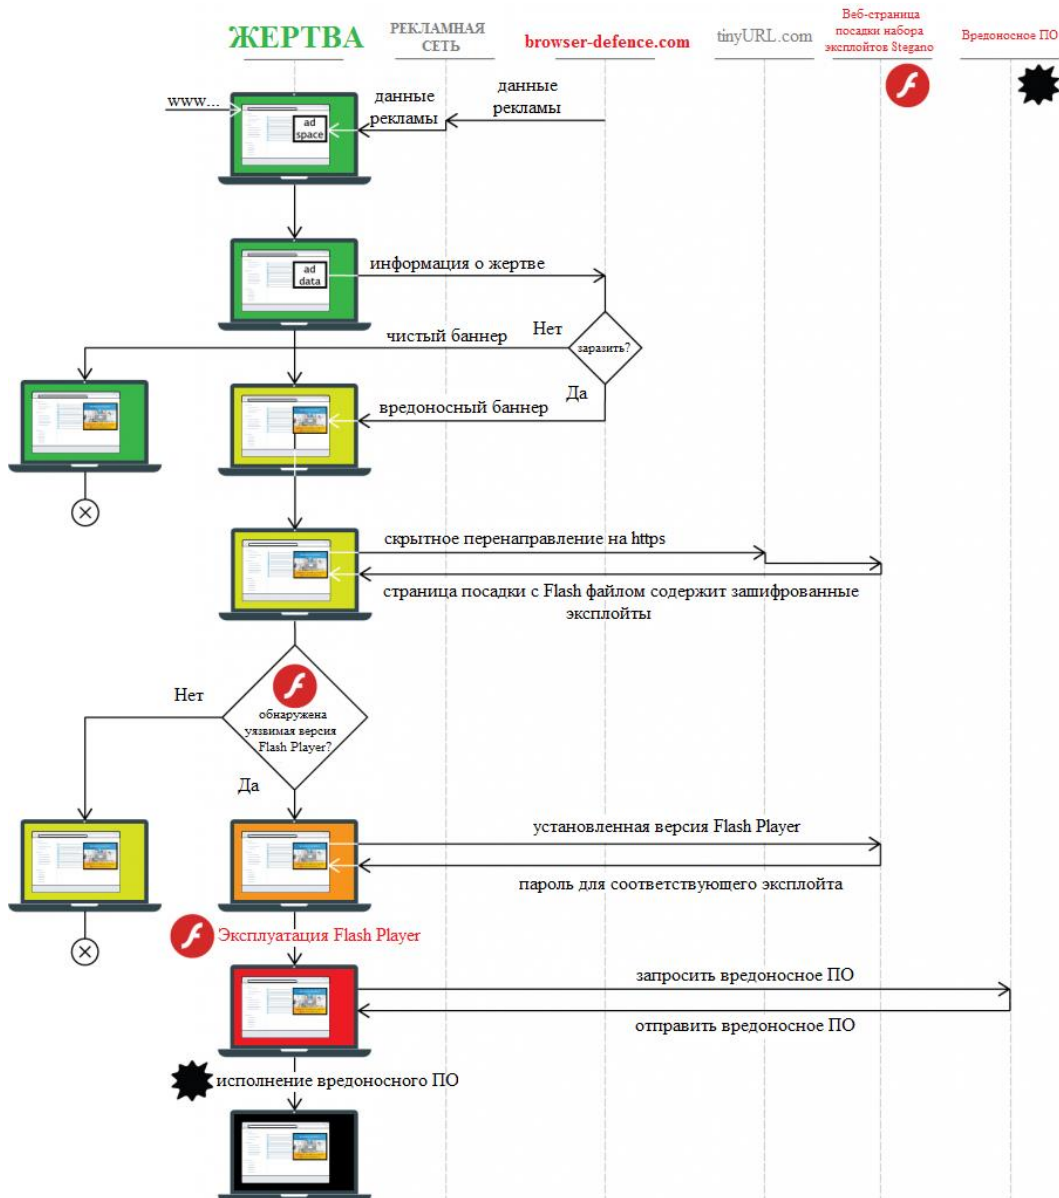 ЖЕРТВА
РЕКЛАМНАЯ
СЕТЬ
browser-defence.com
tinyURL.com
Веб-страница
посадки набора
эксплойтов Stegano
Вредоносное ПО
www...
ad
space
данные
рекламы
данные
рекламы
ad
data
информация о жертве
чистый баннер
Нет
заразить?
Да
вредоносный баннер
скрытное перенаправление на https
страница посадки с Flash файлом содержит зашифрованные
эксплойты
Нет
обнаружена
уязвимая версия
Flash Player?
Да
установленная версия Flash Player
пароль для соответствующего эксплойта
Эксплуатация Flash Player
запросить вредоносное ПО
отправить вредоносное ПО
исполнение вредоносного ПО